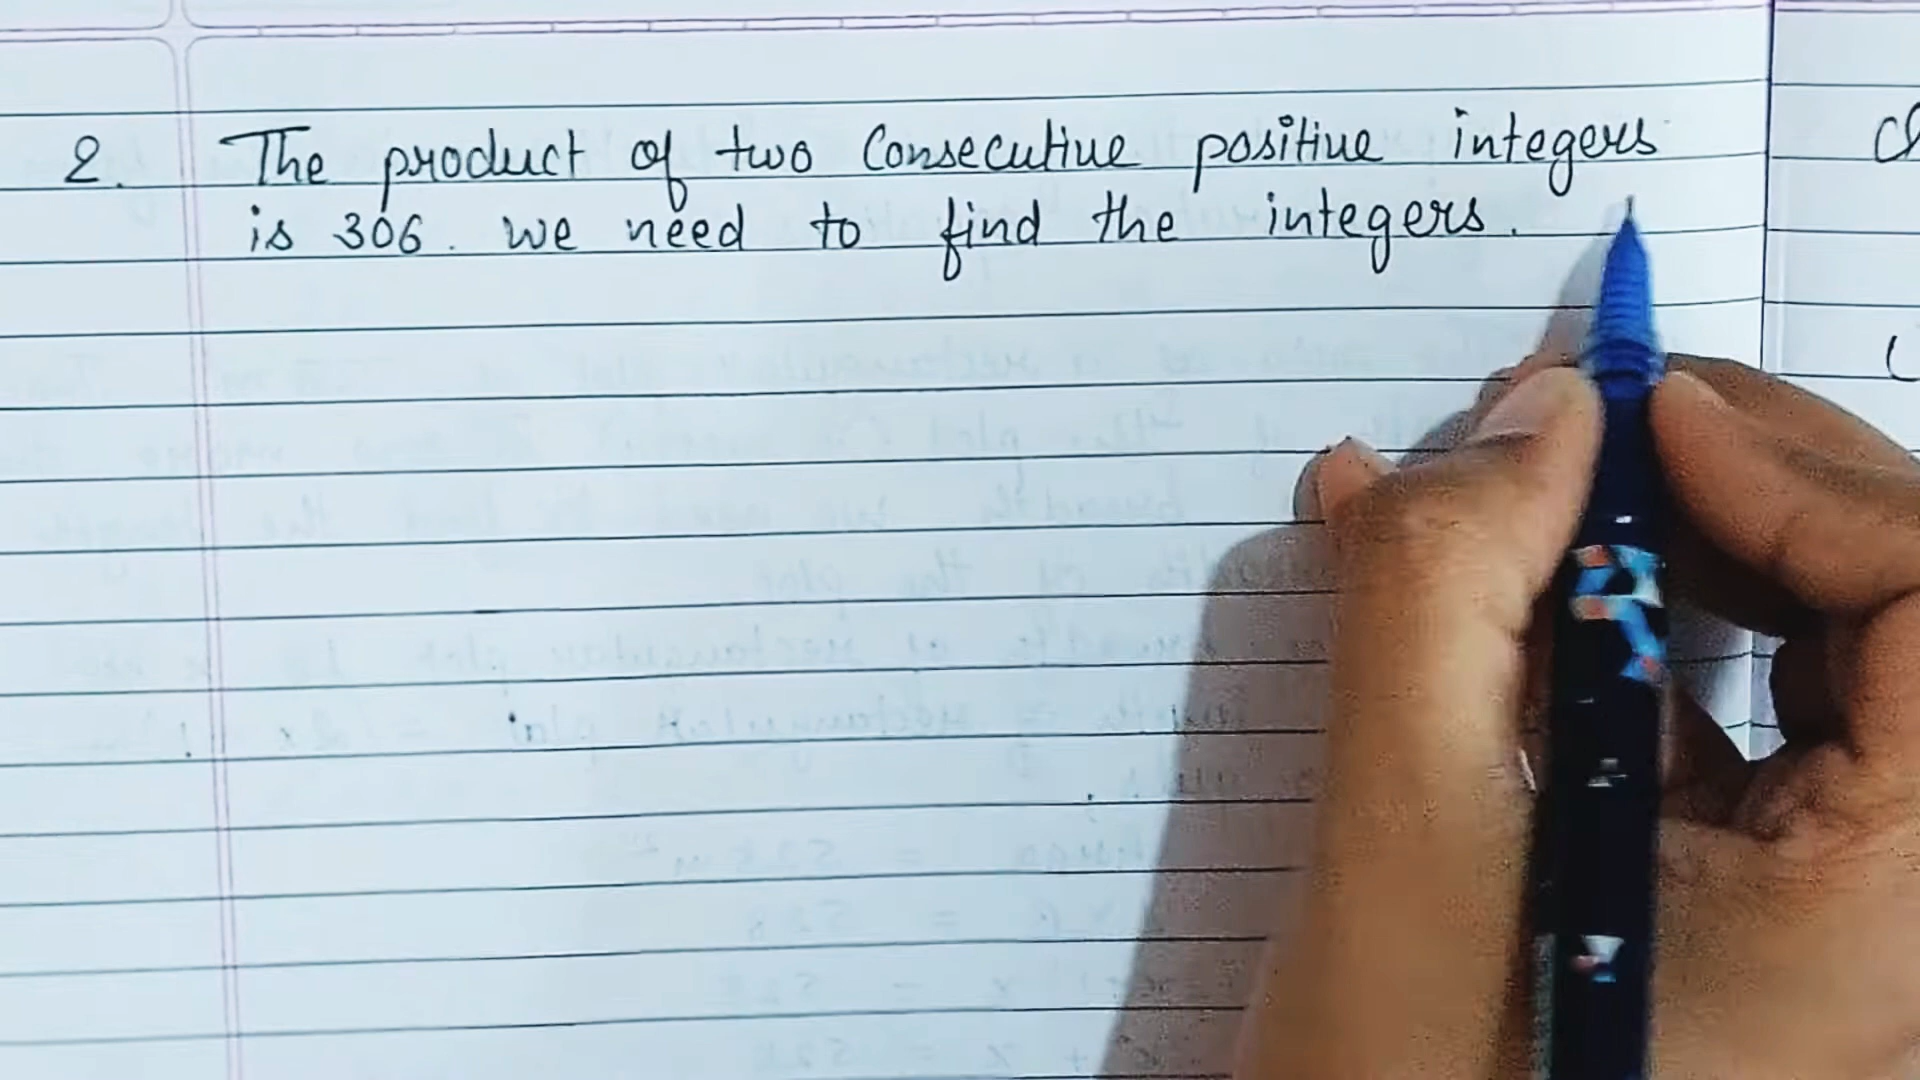 2. The product of two Consecutive positive integers
is 306. we need to find the integers.